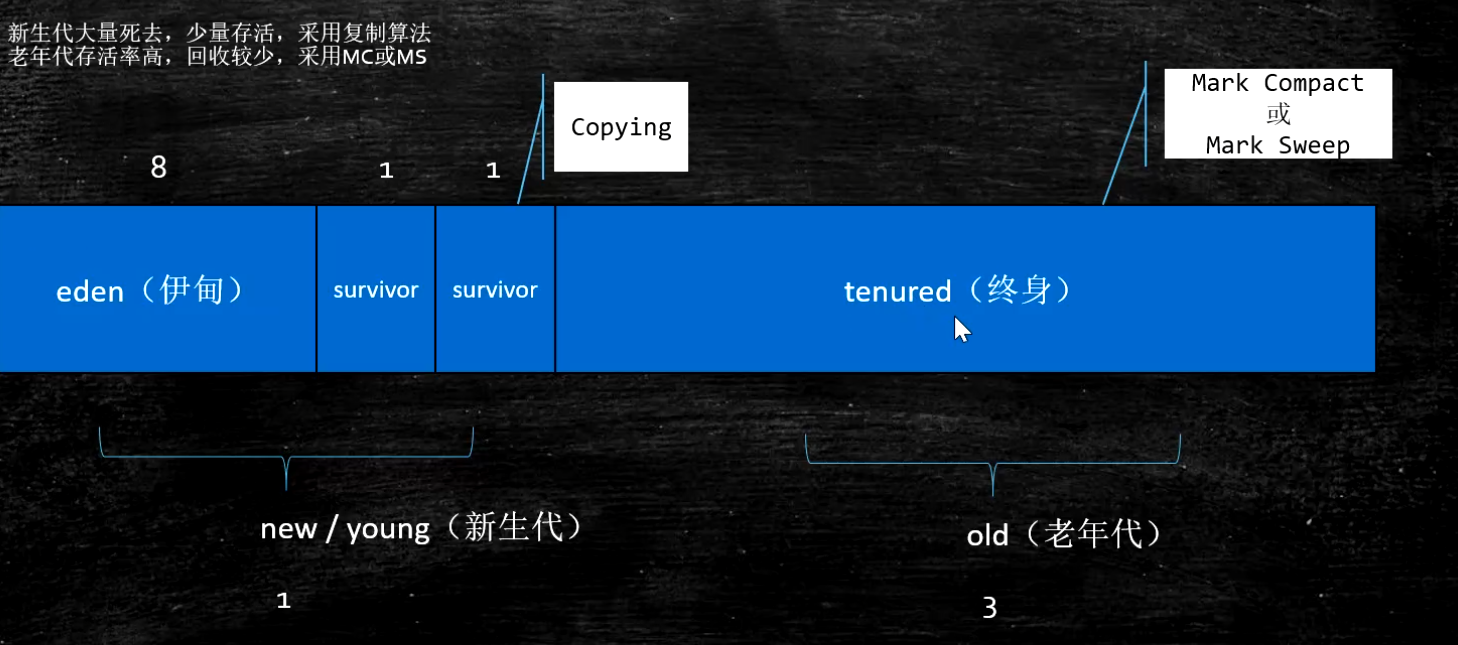 新生代大量死去，少量存活，采用复制算法
老年代存活率高，回收较少，采用MC或MS
Copying
Mark Compact
或
Mark Sweep
8
1
1
eden（伊甸）
survivor
survivor
tenured（终身）
new / young（新生代）
old（老年代）
1
3